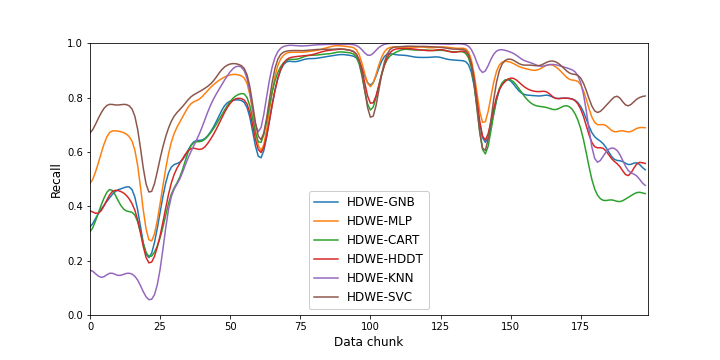 1.0
0.8
0.6
0.4
0.2
0.0
Recall
0
25
50
75
100
125
150
175
Data chunk
HDWE-GNB
HDWE-MLP
HDWE-CART
HDWE-HDDT
HDWE-KNN
HDWE-SVC